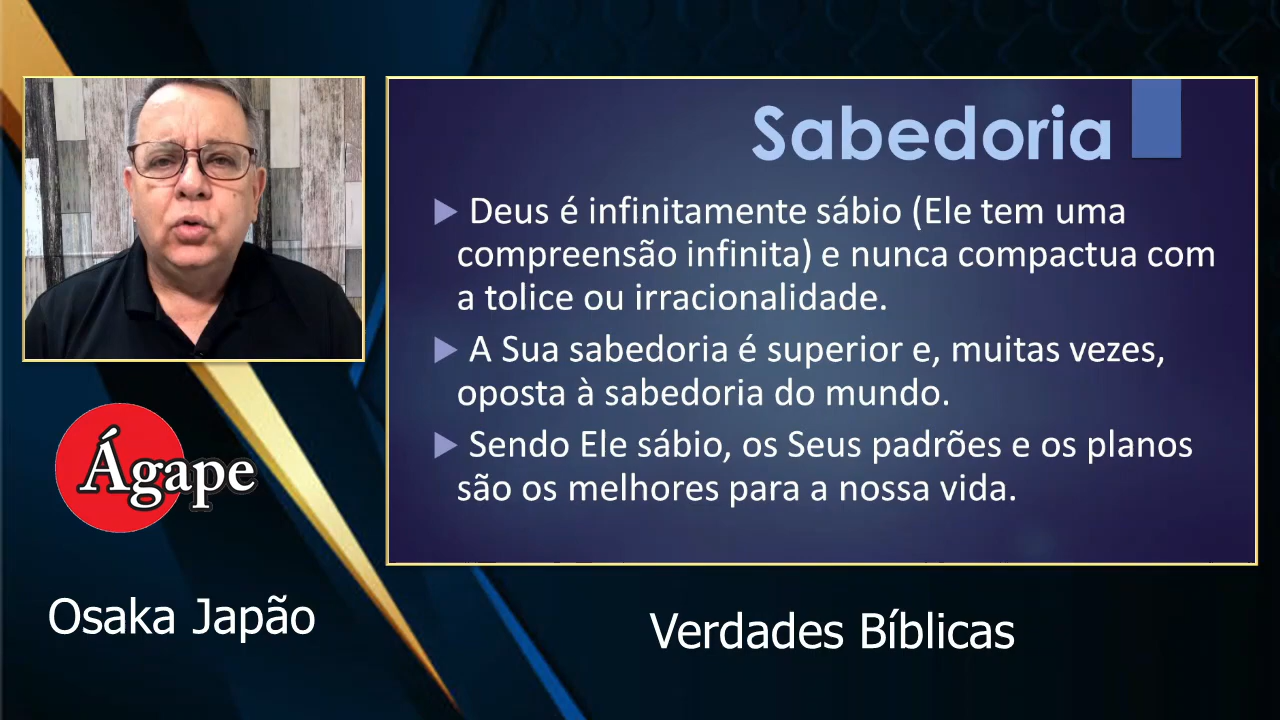 Sabedoria
Deus é infinitamente sábio (Ele tem uma
compreensão infinita) e nunca compactua com
a tolice ou irracionalidade.
A Sua sabedoria é superior e, muitas vezes,
oposta à sabedoria do mundo.
Sendo Ele sábio, os Seus padrões e os planos
são os melhores para a nossa vida.
Ágape
Osaka Japão
Verdades Bíblicas